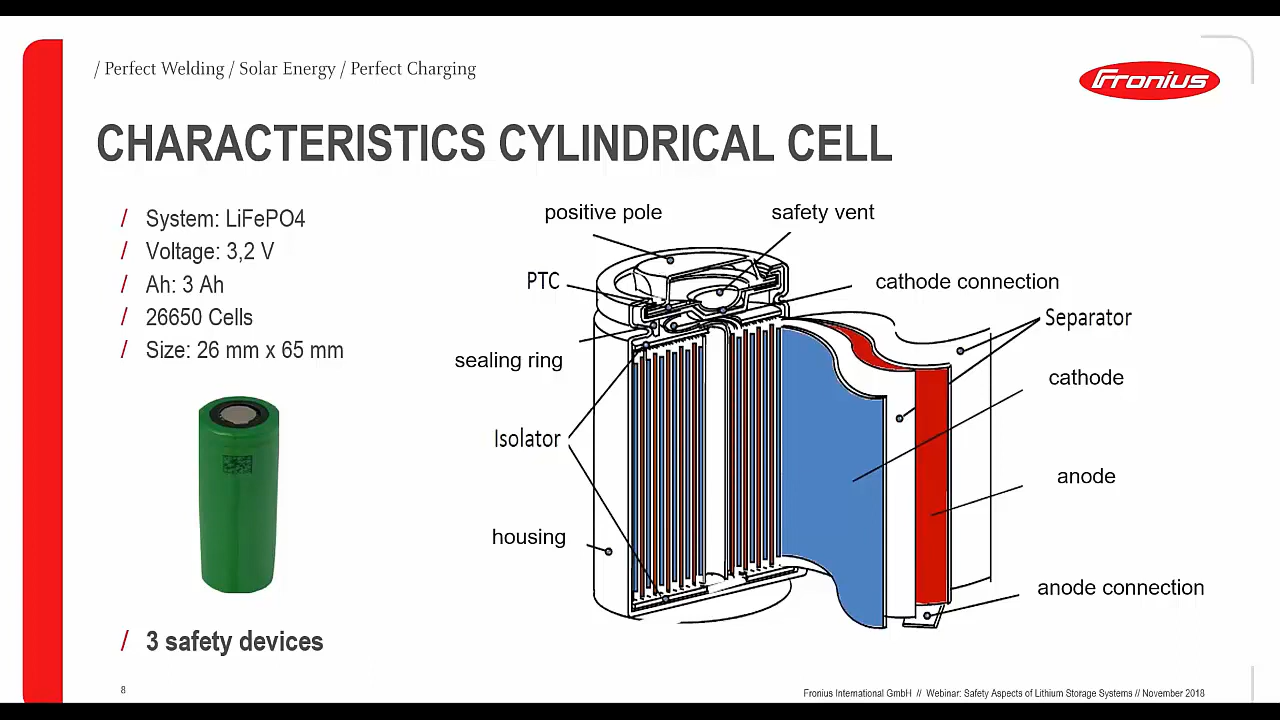 / Perfect Welding / Solar Energy / Perfect Charging
Fronius
CHARACTERISTICS CYLINDRICAL CELL
/ System: LiFePO4
/ Voltage: 3,2 V
/ Ah: 3 Ah
/ 26650 Cells
/ Size: 26 mm x 65 mm
/ 3 safety devices
positive pole
safety vent
PTC
cathode connection
Separator
sealing ring
cathode
Isolator
anode
housing
anode connection
8
Fronius International GmbH // Webinar: Safety Aspects of Lithium Storage Systems // November 2018